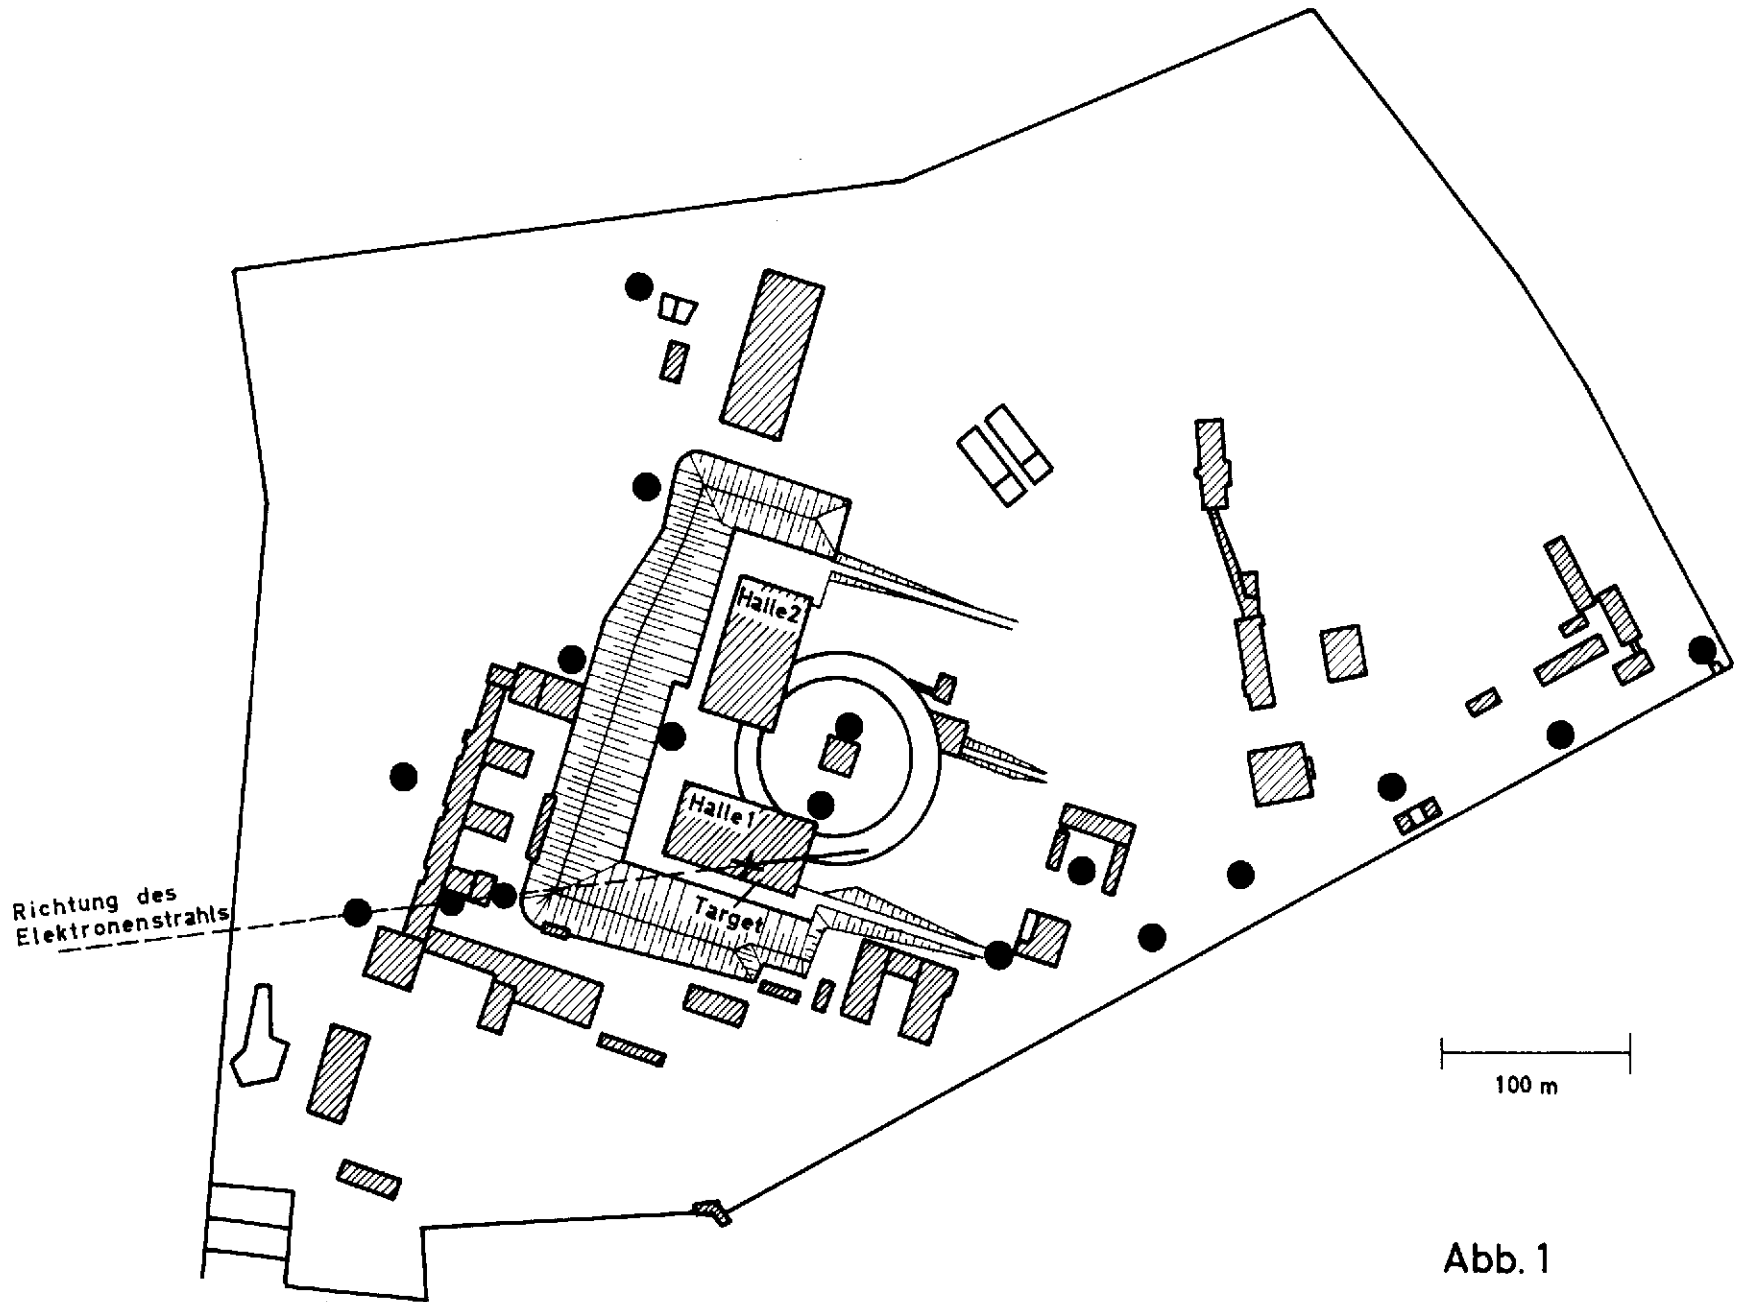 Halle2
Halle1
Richtung des
Elektronenstrahls
Target
100 m
Abb. 1